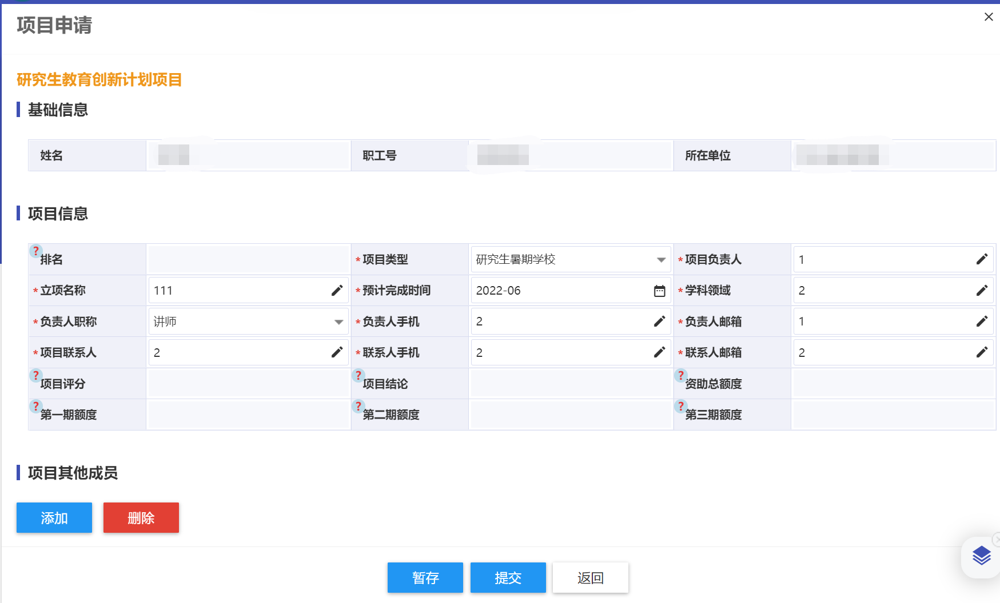 项目申请
研究生教育创新计划项目
基础信息
姓名 职工号 所在单位
项目信息
? 排名 * 项目类型 研究生暑期学校 * 项目负责人 1
* 立项名称 111 * 预计完成时间 2022-06 * 学科领域 2
* 负责人职称 讲师 * 负责人手机 2 * 负责人邮箱 1
* 项目联系人 2 * 联系人手机 2 * 联系人邮箱 2
? 项目评分 ? 项目结论 ? 资助总额度
? 第一期额度 ? 第二期额度 ? 第三期额度
项目其他成员
添加 删除
暂存 提交 返回